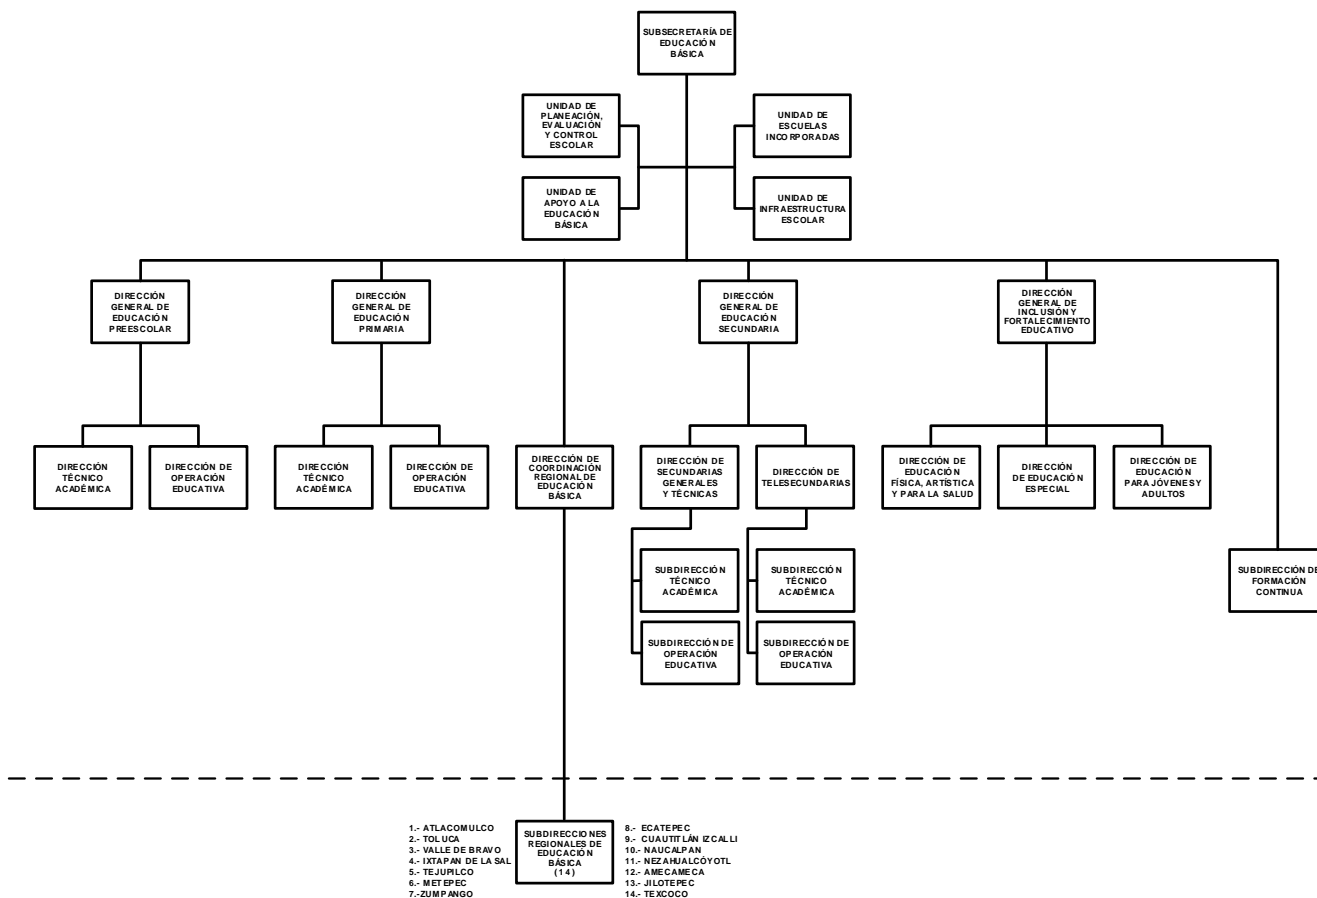 SUBSECRETARÍA DE
EDUCACIÓN
BÁSICA
UNIDAD DE
PLANEACIÓN,
EVALUACIÓN
Y CONTROL
ESCOLAR
UNIDAD DE
ESCUELAS
INCORPORADAS
UNIDAD DE
APOYO A LA
EDUCACIÓN
BÁSICA
UNIDAD DE
INFRAESTRUCTURA
ESCOLAR
DIRECCIÓN
GENERAL DE
EDUCACIÓN
PREESCOLAR
DIRECCIÓN
GENERAL DE
EDUCACIÓN
PRIMARIA
DIRECCIÓN
GENERAL DE
EDUCACIÓN
SECUNDARIA
DIRECCIÓN
GENERAL DE
INCLUSIÓN Y
FORTALECIMIENTO
EDUCATIVO
DIRECCIÓN
TÉCNICO
ACADÉMICA
DIRECCIÓN DE
OPERACIÓN
EDUCATIVA
DIRECCIÓN
TÉCNICO
ACADÉMICA
DIRECCIÓN DE
OPERACIÓN
EDUCATIVA
DIRECCIÓN DE
COORDINACIÓN
REGIONAL DE
EDUCACIÓN
BÁSICA
DIRECCIÓN DE
SECUNDARIAS
GENERALES
Y TÉCNICAS
DIRECCIÓN DE
TELESECUNDARIAS
DIRECCIÓN DE
EDUCACIÓN
FÍSICA, ARTÍSTICA
Y PARA LA SALUD
DIRECCIÓN
DE EDUCACIÓN
ESPECIAL
DIRECCIÓN DE
EDUCACIÓN
PARA JÓVENES Y
ADULTOS
SUBDIRECCIÓN
TÉCNICO
ACADÉMICA
SUBDIRECCIÓN
TÉCNICO
ACADÉMICA
SUBDIRECCIÓN DE
FORMACIÓN
CONTINUA
SUBDIRECCIÓN DE
OPERACIÓN
EDUCATIVA
SUBDIRECCIÓN DE
OPERACIÓN
EDUCATIVA
1.- ATLACOMULCO
2.- TOLUCA
3.- VALLE DE BRAVO
4.- IXTAPAN DE LA SAL
5.- TEJUPILCO
6.- METEPEC
7.-ZUMPANGO
SUBDIRECCIONES
REGIONALES DE
EDUCACIÓN
BÁSICA
(14)
8.- ECATEPEC
9.- CUAUTITLÁN IZCALLI
10.- NAUCALPAN
11.- NEZAHUALCÓYOTL
12.- AMECAMECA
13.- JILOTEPEC
14.- TEXCOCO